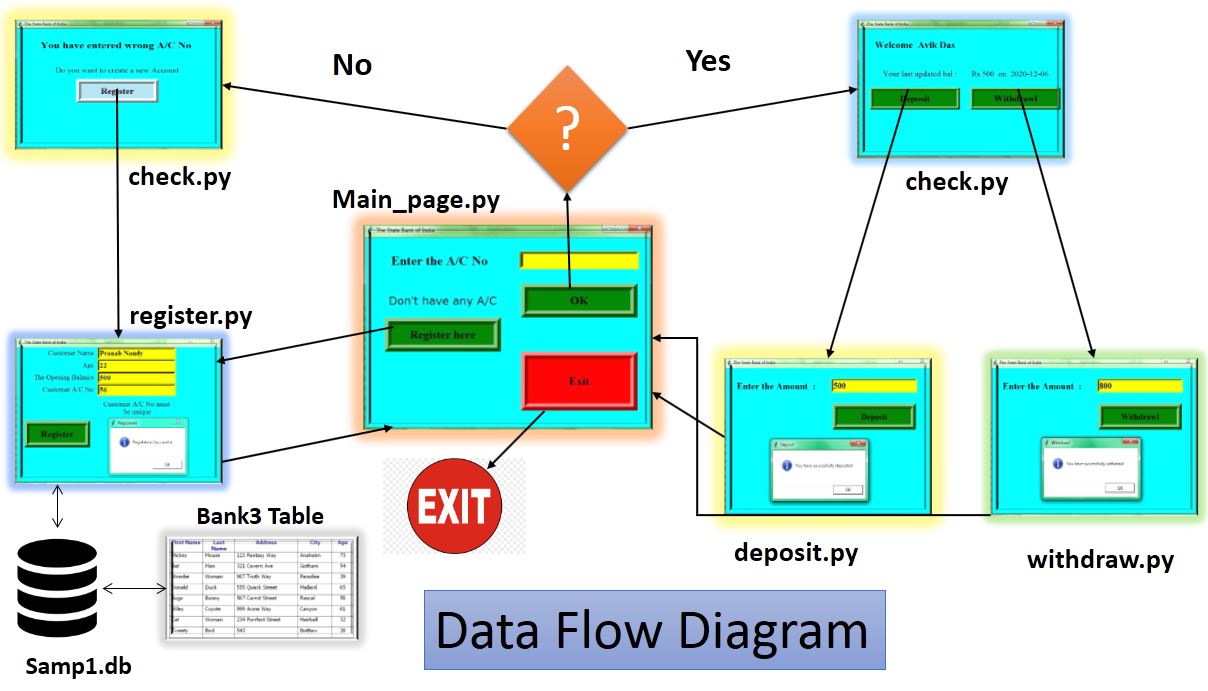 The State Bank of India
You have entered wrong A/C No
Do you want to create a new Account
Register
check.py
No
?
Yes
The State Bank of India
Welcome Avik Das
Your last updated bal : Rs 500 on 2020-12-06
Deposit
Withdrawl
check.py
Main_page.py
The State Bank of India
Enter the A/C No
OK
Don't have any A/C
Register here
Exit
EXIT
register.py
The State Bank of India
Customer Name Pranab Nandy
Age 22
The Opening Balance 500
Customer A/C No 56
Customer A/C No must
be unique
Register
Registered
Registration Successful
OK
The State Bank of India
Enter the Amount : 500
Deposit
Deposit
You have successfully deposited
OK
deposit.py
The State Bank of India
Enter the Amount : 800
Withdrawl
Withdrawl
You have successfully withdrawl
OK
withdraw.py
Bank3 Table
First Name Last Name Address City Age
Mickey Mouse 123 Fantasy Way Anaheim 73
Bat Man 321 Cavern Ave Gotham 54
Wonder Woman 987 Truth Way Paradise 39
Donald Duck 555 Quack Street Mallard 65
Bugs Bunny 567 Carrot Street Rascal 58
Wiley Coyote 999 Acme Way Canyon 61
Cat Woman 234 Purrfect Street Hairball 32
Tweety Bird 543
Samp1.db
Data Flow Diagram